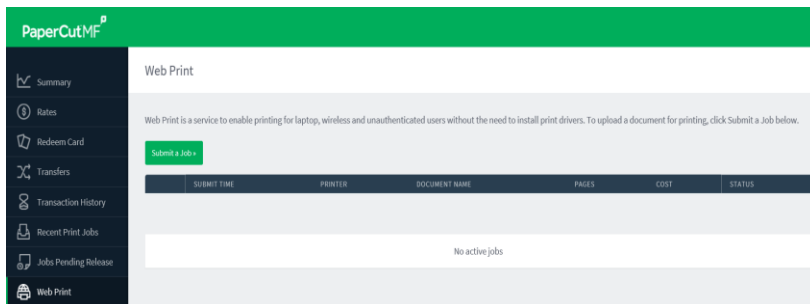 PaperCutMF
Summary
Rates
Redeem Card
Transfers
Transaction History
Recent Print Jobs
Jobs Pending Release
Web Print
Web Print
Web Print is a service to enable printing for laptop, wireless and unauthenticated users without the need to install print drivers. To upload a document for printing, click Submit a Job below.
Submit a Job »
SUBMIT TIME PRINTER DOCUMENT NAME PAGES COST STATUS
No active jobs